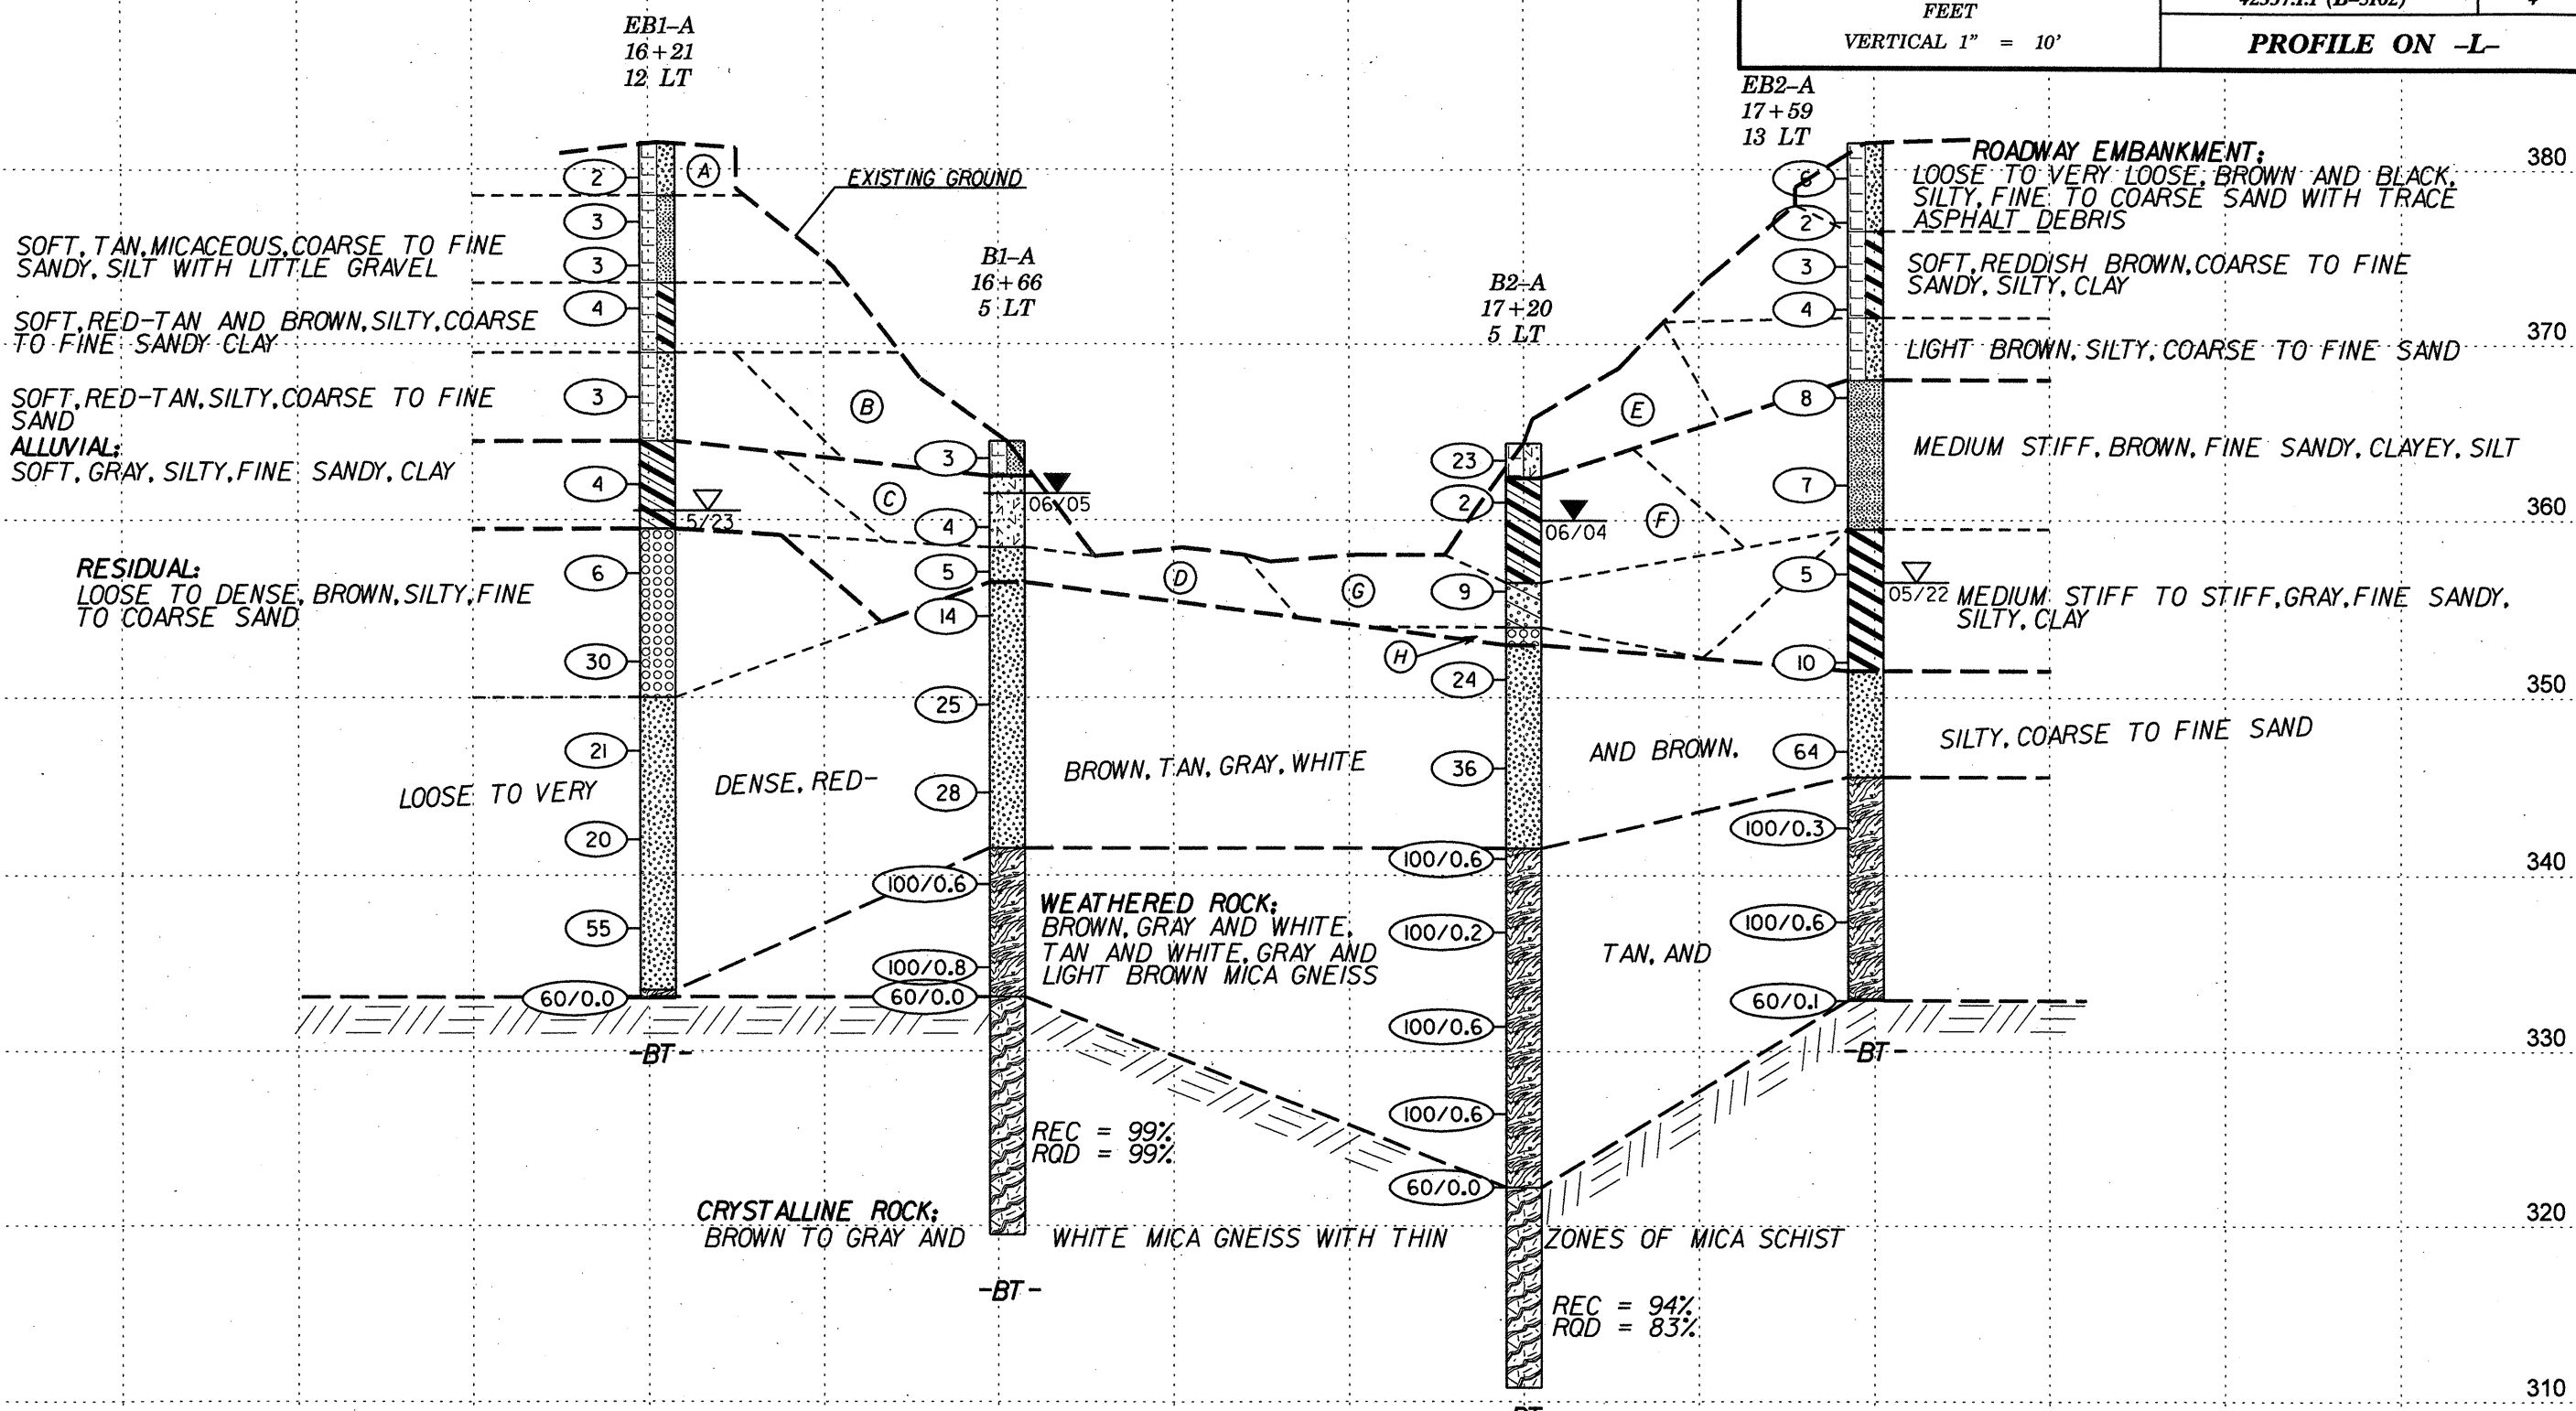 FEET
VERTICAL 1" = 10'
PROFILE ON –L–
EB1–A
16+21
12 LT
B1–A
16+66
5 LT
B2–A
17+20
5 LT
EB2–A
17+59
13 LT
EXISTING GROUND
380
370
360
350
340
330
320
310
SOFT, TAN, MICACEOUS, COARSE TO FINE
SANDY, SILT WITH LITTLE GRAVEL
SOFT, RED-TAN AND BROWN, SILTY, COARSE
TO FINE SANDY CLAY
SOFT, RED-TAN, SILTY, COARSE TO FINE
SAND
ALLUVIAL:
SOFT, GRAY, SILTY, FINE SANDY, CLAY
RESIDUAL:
LOOSE TO DENSE, BROWN, SILTY, FINE
TO COARSE SAND
2
3
3
4
3
4
6
30
21
20
55
60/0.0
5/23
-BT-
A
B
C
D
E
F
G
H
3
4
5
14
25
28
100/0.6
100/0.8
60/0.0
06/05
REC = 99%
RQD = 99%
-BT-
23
2
9
24
36
100/0.6
100/0.2
100/0.6
100/0.6
60/0.0
06/04
REC = 94%
RQD = 83%
6
2
3
4
8
7
5
10
64
100/0.3
100/0.6
60/0.1
05/22
-BT-
ROADWAY EMBANKMENT:
LOOSE TO VERY LOOSE, BROWN AND BLACK,
SILTY, FINE TO COARSE SAND WITH TRACE
ASPHALT DEBRIS
SOFT, REDDISH BROWN, COARSE TO FINE
SANDY, SILTY, CLAY
LIGHT BROWN, SILTY, COARSE TO FINE SAND
MEDIUM STIFF, BROWN, FINE SANDY, CLAYEY, SILT
MEDIUM STIFF TO STIFF, GRAY, FINE SANDY,
SILTY, CLAY
LOOSE TO VERY DENSE, RED- BROWN, TAN, GRAY, WHITE AND BROWN, SILTY, COARSE TO FINE SAND
WEATHERED ROCK:
BROWN, GRAY AND WHITE,
TAN AND WHITE, GRAY AND TAN, AND
LIGHT BROWN MICA GNEISS
CRYSTALLINE ROCK:
BROWN TO GRAY AND WHITE MICA GNEISS WITH THIN ZONES OF MICA SCHIST